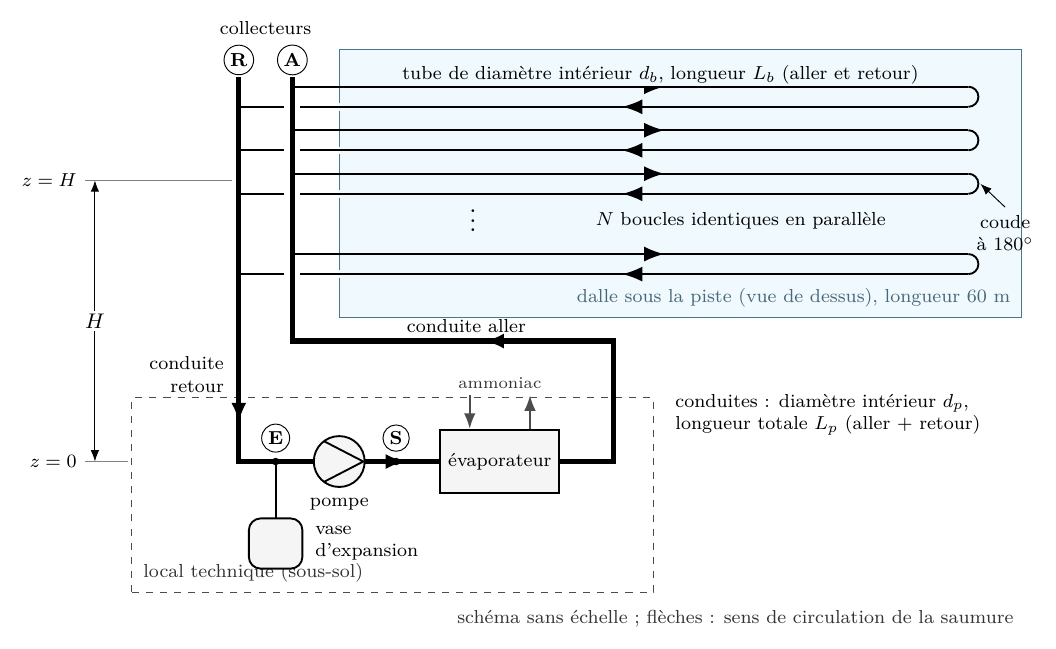 collecteurs
R
A
tube de diamètre intérieur d_b, longueur L_b (aller et retour)
z = H
N boucles identiques en parallèle
coude
à 180°
dalle sous la piste (vue de dessus), longueur 60 m
H
conduite aller
conduite
retour
ammoniac
conduites : diamètre intérieur d_p,
longueur totale L_p (aller + retour)
E
S
z = 0
évaporateur
pompe
vase
d'expansion
local technique (sous-sol)
schéma sans échelle ; flèches : sens de circulation de la saumure